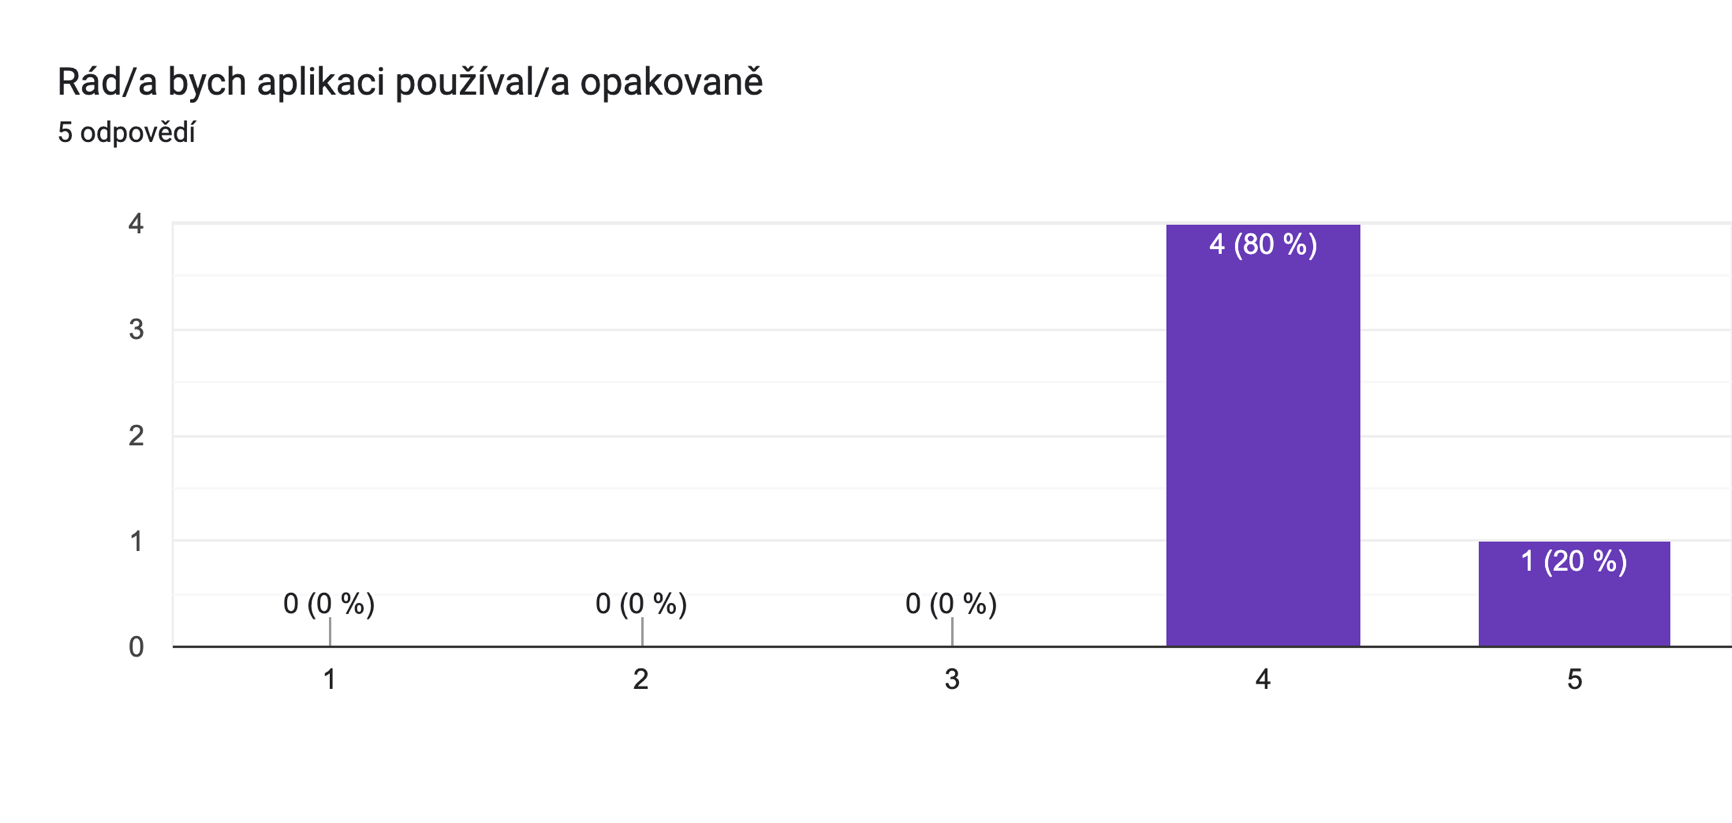 Rád/a bych aplikaci používal/a opakovaně
5 odpovědí
4
3
2
1
0
0 (0 %)
0 (0 %)
0 (0 %)
4 (80 %)
1 (20 %)
1
2
3
4
5